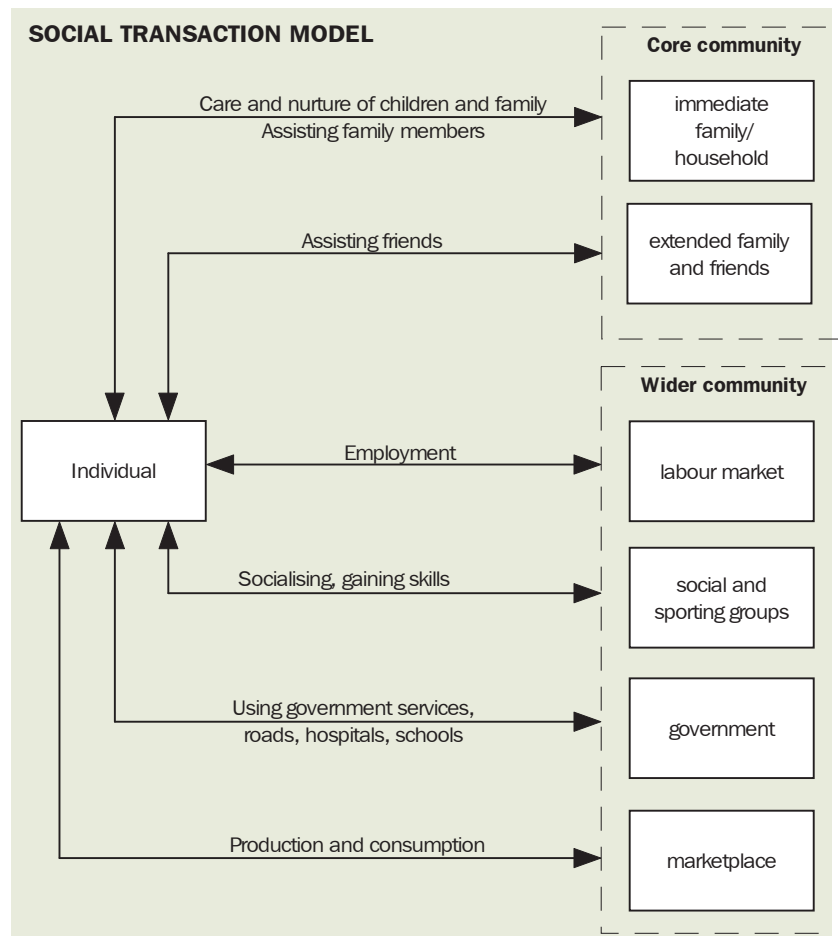 SOCIAL TRANSACTION MODEL
Core community
Care and nurture of children and family
Assisting family members
immediate
family/
household
Assisting friends
extended family
and friends
Wider community
Individual
Employment
labour market
Socialising, gaining skills
social and
sporting groups
Using government services,
roads, hospitals, schools
government
Production and consumption
marketplace